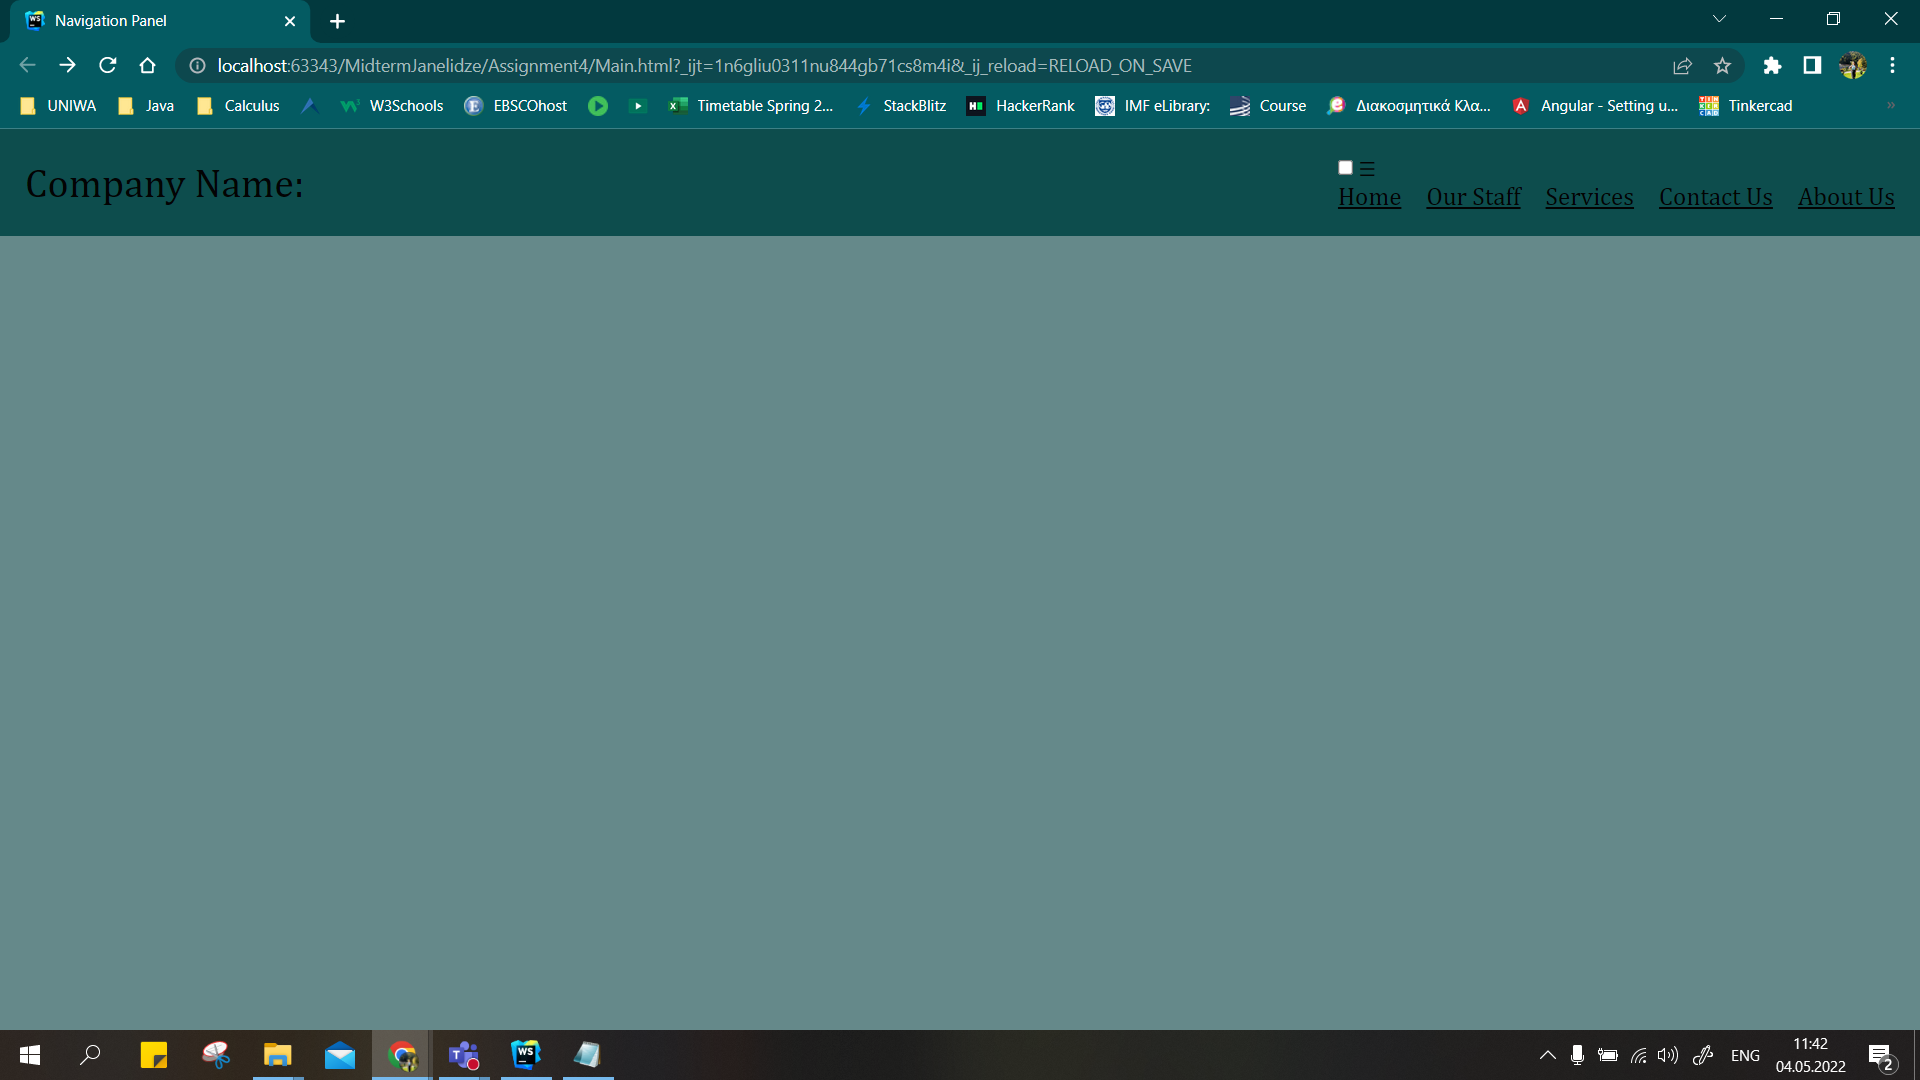 Navigation Panel
localhost:63343/MidtermJanelidze/Assignment4/Main.html?_ijt=1n6gliu0311nu844gb71cs8m4i&_ij_reload=RELOAD_ON_SAVE
UNIWA Java Calculus W3Schools EBSCOhost Timetable Spring 2... StackBlitz HackerRank IMF eLibrary: Course Διακοσμητικά Κλα... Angular - Setting u... Tinkercad »
Company Name:
☰
Home Our Staff Services Contact Us About Us
ENG
11:42
04.05.2022
2